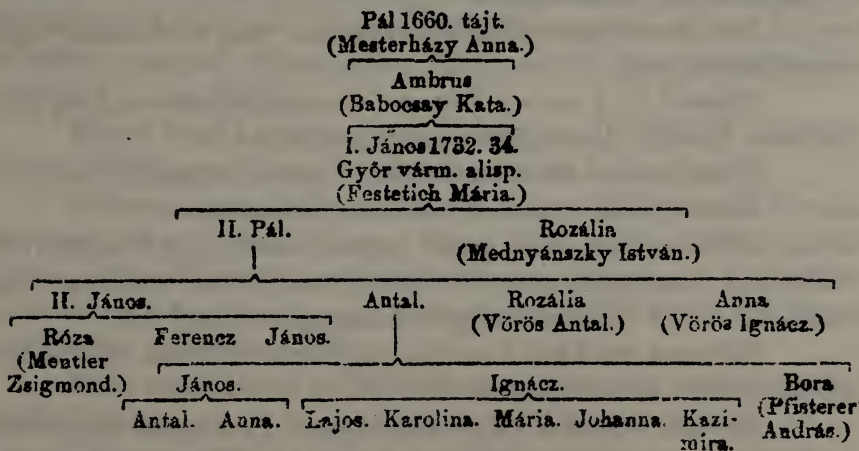 Pál 1660. tájt.
(Mesterházy Anna.)
Ambrus
(Babocsay Kata.)
I. János 1732. 34.
Győr várm. alisp.
(Festetich Mária.)
II. Pál. Rozália
(Mednyánszky István.)
II. János. Antal. Rozália Anna
(Vörös Antal.) (Vörös Ignácz.)
Róza Ferencz János.
(Mentler
Zsigmond.) János. Ignácz. Bora
(Pfisterer
Antal. Anna. Lajos. Karolina. Mária. Johanna. Kazi- András.)
mira.